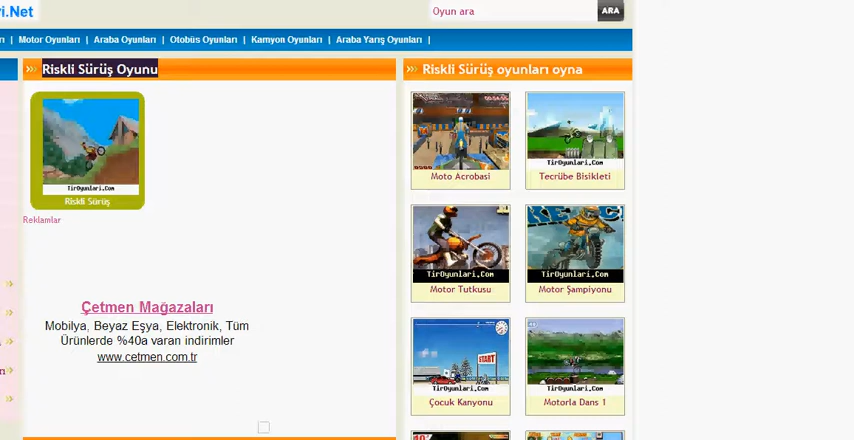 i.Net
Oyun ara
ARA
rı | Motor Oyunları | Araba Oyunları | Otobüs Oyunları | Kamyon Oyunları | Araba Yarış Oyunları |
Riskli Sürüş Oyunu
TirOyunlari.Com
Riskli Sürüş
Reklamlar
Çetmen Mağazaları
Mobilya, Beyaz Eşya, Elektronik, Tüm
Ürünlerde %40a varan indirimler
www.cetmen.com.tr
Riskli Sürüş oyunları oyna
Moto Acrobasi
TirOyunlari.Com
Tecrübe Bisikleti
TirOyunlari.Com
Motor Tutkusu
TirOyunlari.Com
Motor Şampiyonu
START
TirOyunlari.Com
Çocuk Kanyonu
TirOyunlari.Com
Motorla Dans 1